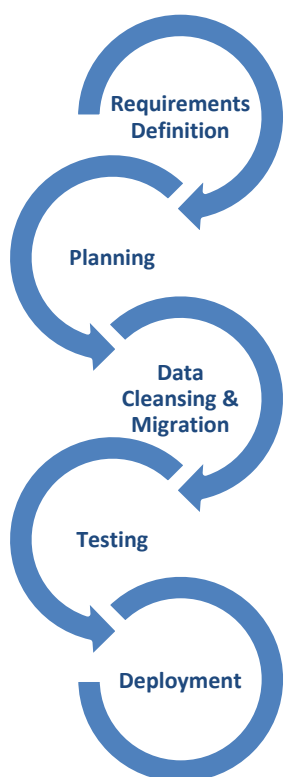 Requirements
Definition
Planning
Data
Cleansing &
Migration
Testing
Deployment